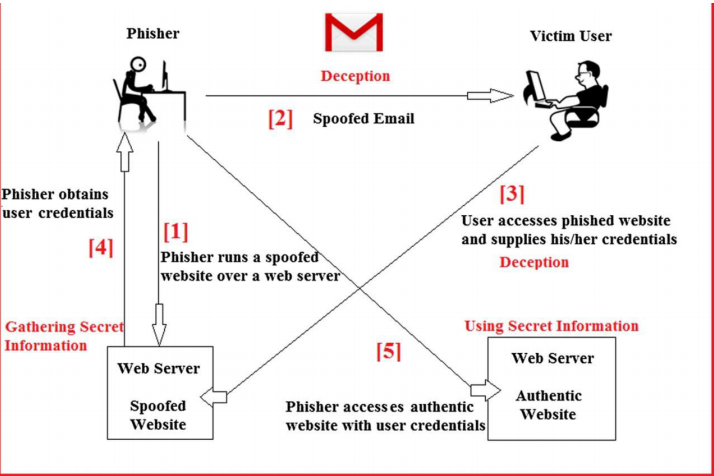 Phisher
Victim User
Deception
[2] Spoofed Email
Phisher obtains
user credentials
[4]
[1]
Phisher runs a spoofed
website over a web server
[3]
User accesses phished website
and supplies his/her credentials
Deception
Gathering Secret
Information
Using Secret Information
[5]
Web Server
Spoofed
Website
Phisher accesses authentic
website with user credentials
Web Server
Authentic
Website